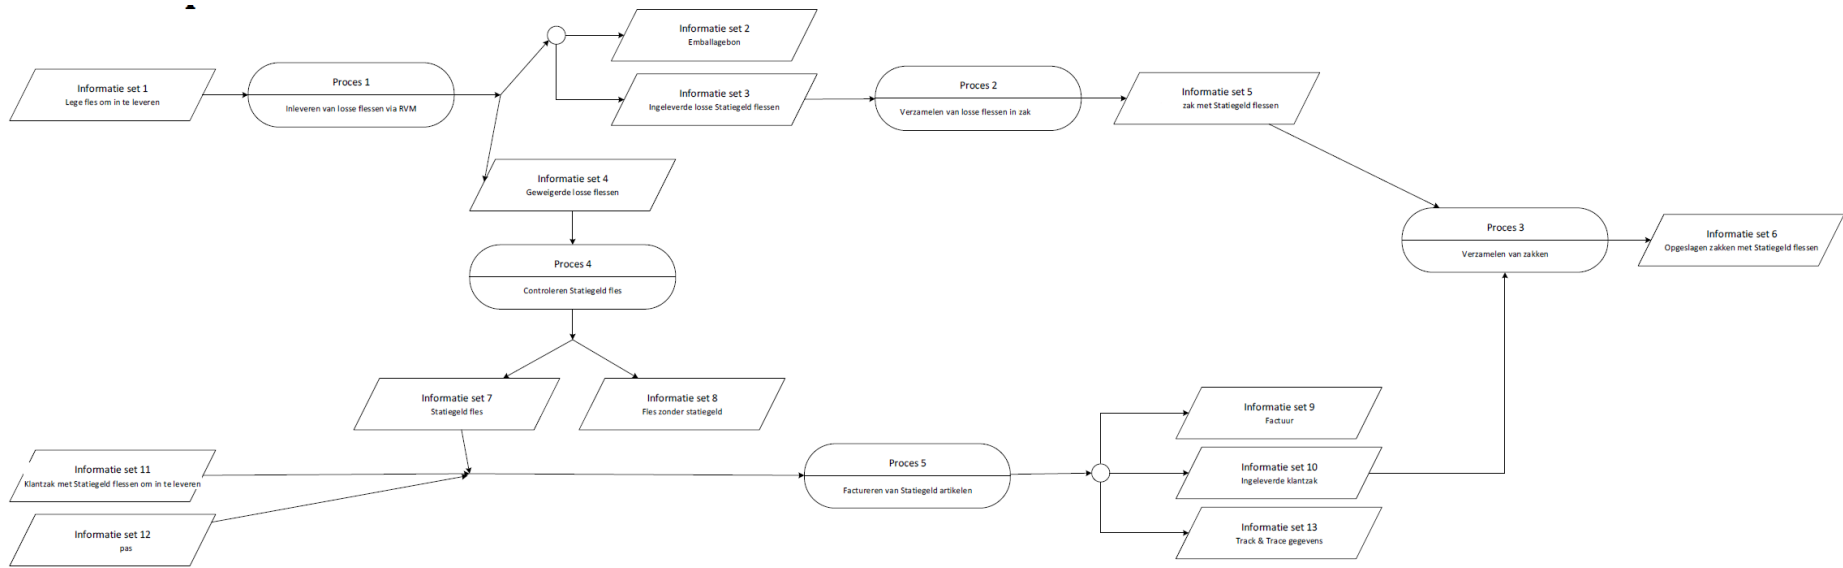 Informatie set 1
Lege fles om in te leveren
Proces 1
Inleveren van losse flessen via RVM
Informatie set 2
Emballagebon
Informatie set 3
Ingeleverde losse Statiegeld flessen
Proces 2
Verzamelen van losse flessen in zak
Informatie set 5
zak met Statiegeld flessen
Informatie set 4
Geweigerde losse flessen
Proces 3
Verzamelen van zakken
Informatie set 6
Opgeslagen zakken met Statiegeld flessen
Proces 4
Controleren Statiegeld fles
Informatie set 7
Statiegeld fles
Informatie set 8
Fles zonder statiegeld
Informatie set 11
Klantzak met Statiegeld flessen om in te leveren
Informatie set 12
pas
Proces 5
Factureren van Statiegeld artikelen
Informatie set 9
Factuur
Informatie set 10
Ingeleverde klantzak
Informatie set 13
Track & Trace gegevens